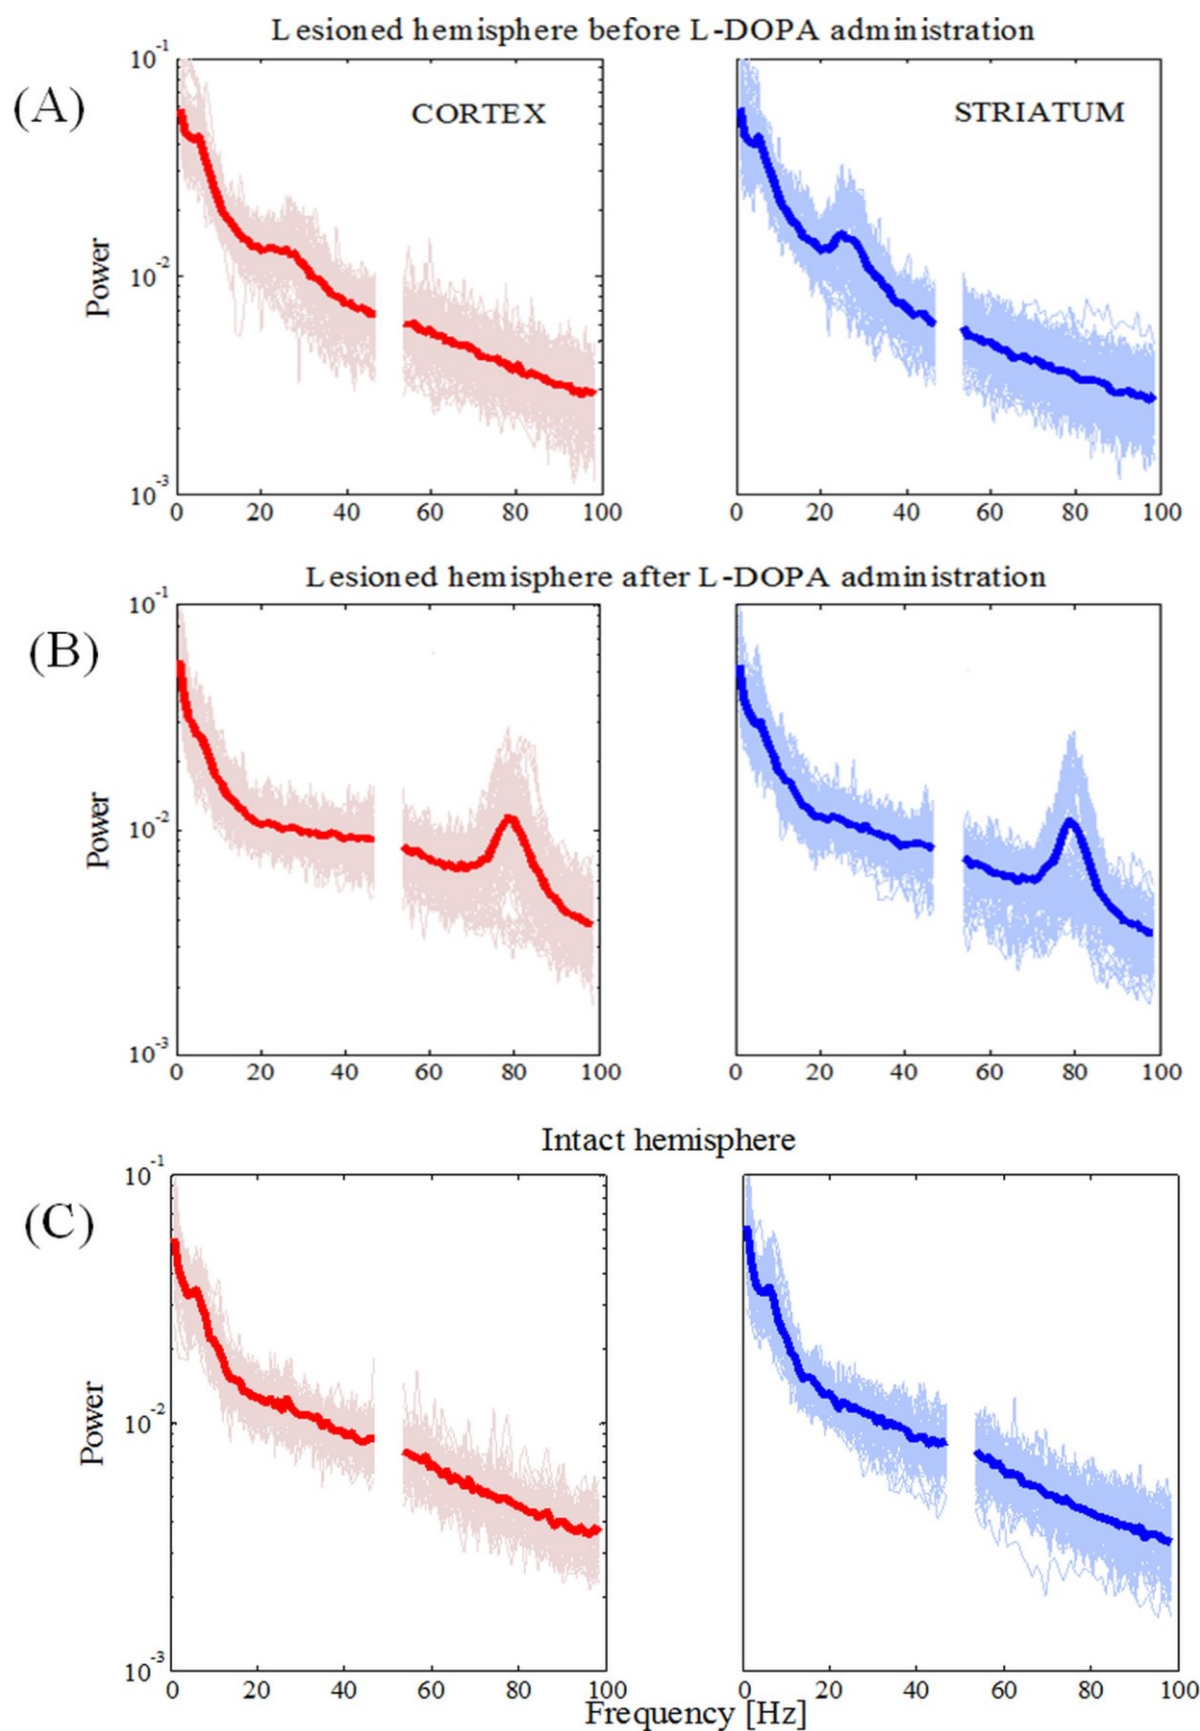 Lesioned hemisphere before L-DOPA administration
(A)
CORTEX
STRIATUM
Power
10-1
10-2
10-3
0 20 40 60 80 100
0 20 40 60 80 100
Lesioned hemisphere after L-DOPA administration
(B)
Power
10-1
10-2
10-3
0 20 40 60 80 100
0 20 40 60 80 100
Intact hemisphere
(C)
Power
10-1
10-2
10-3
0 20 40 60 80 100
0 20 40 60 80 100
Frequency [Hz]